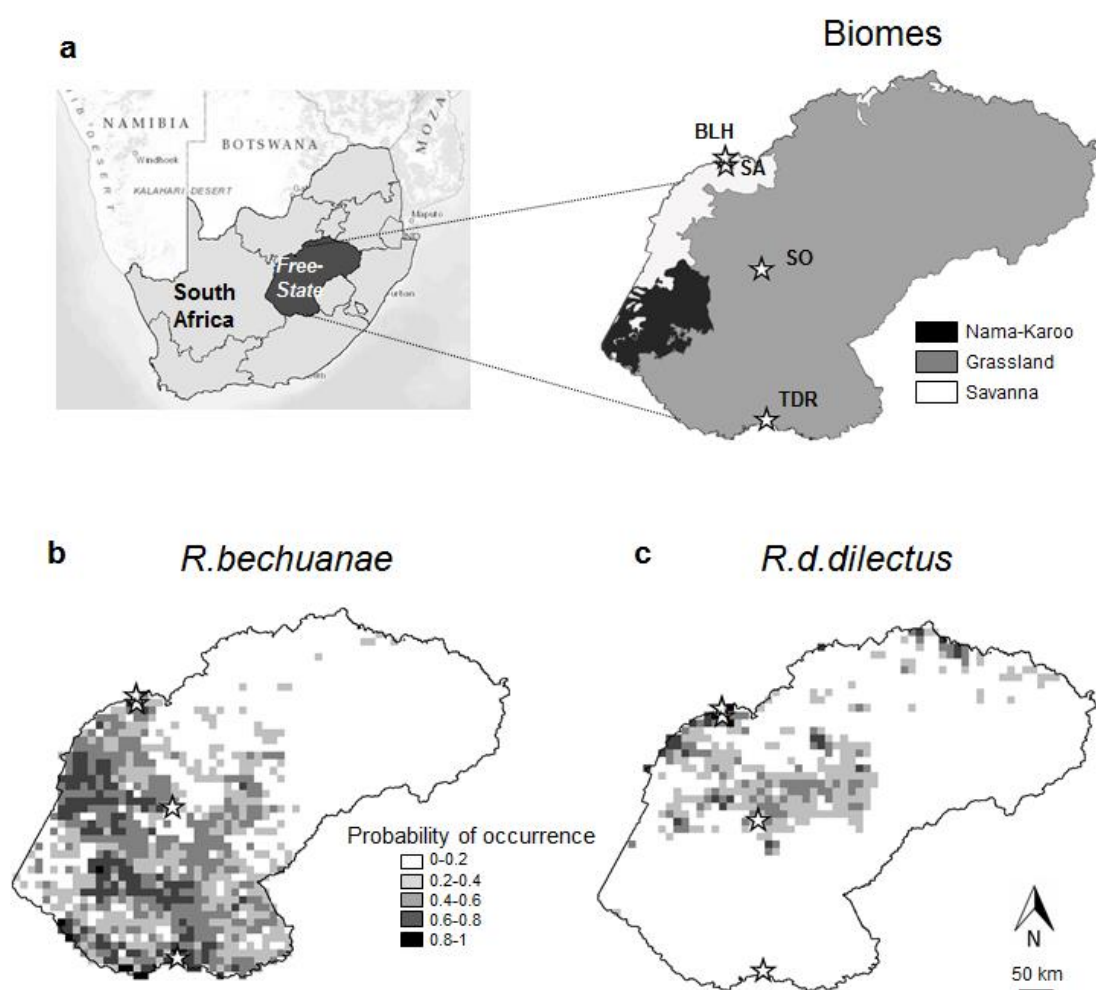 a
Biomes
NAMIBIA
Windhoek
BOTSWANA
KALAHARI DESERT
Maputo
Free-
State
South
Africa
BLH
SA
SO
TDR
Nama-Karoo
Grassland
Savanna
b
R.bechuanae
c
R.d.dilectus
Probability of occurrence
0-0.2
0.2-0.4
0.4-0.6
0.6-0.8
0.8-1
N
50 km